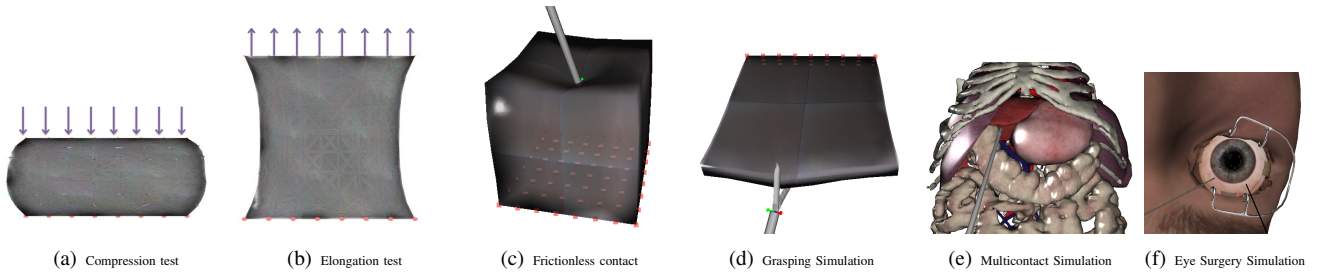 (a) Compression test
(b) Elongation test
(c) Frictionless contact
(d) Grasping Simulation
(e) Multicontact Simulation
(f) Eye Surgery Simulation